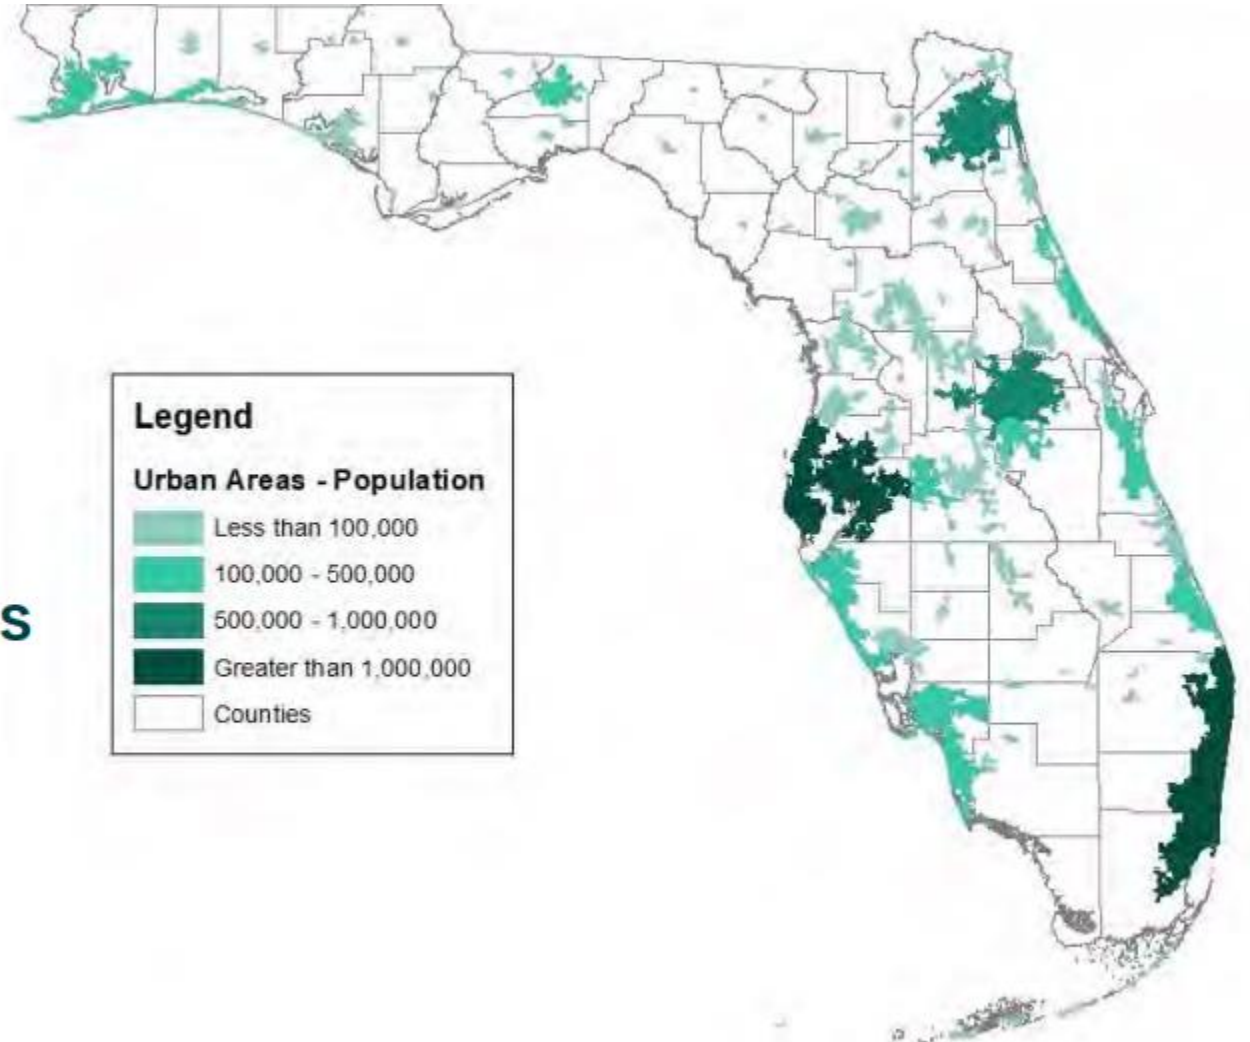 Legend
Urban Areas - Population
Less than 100,000
100,000 - 500,000
500,000 - 1,000,000
s
Greater than 1,000,000
Counties